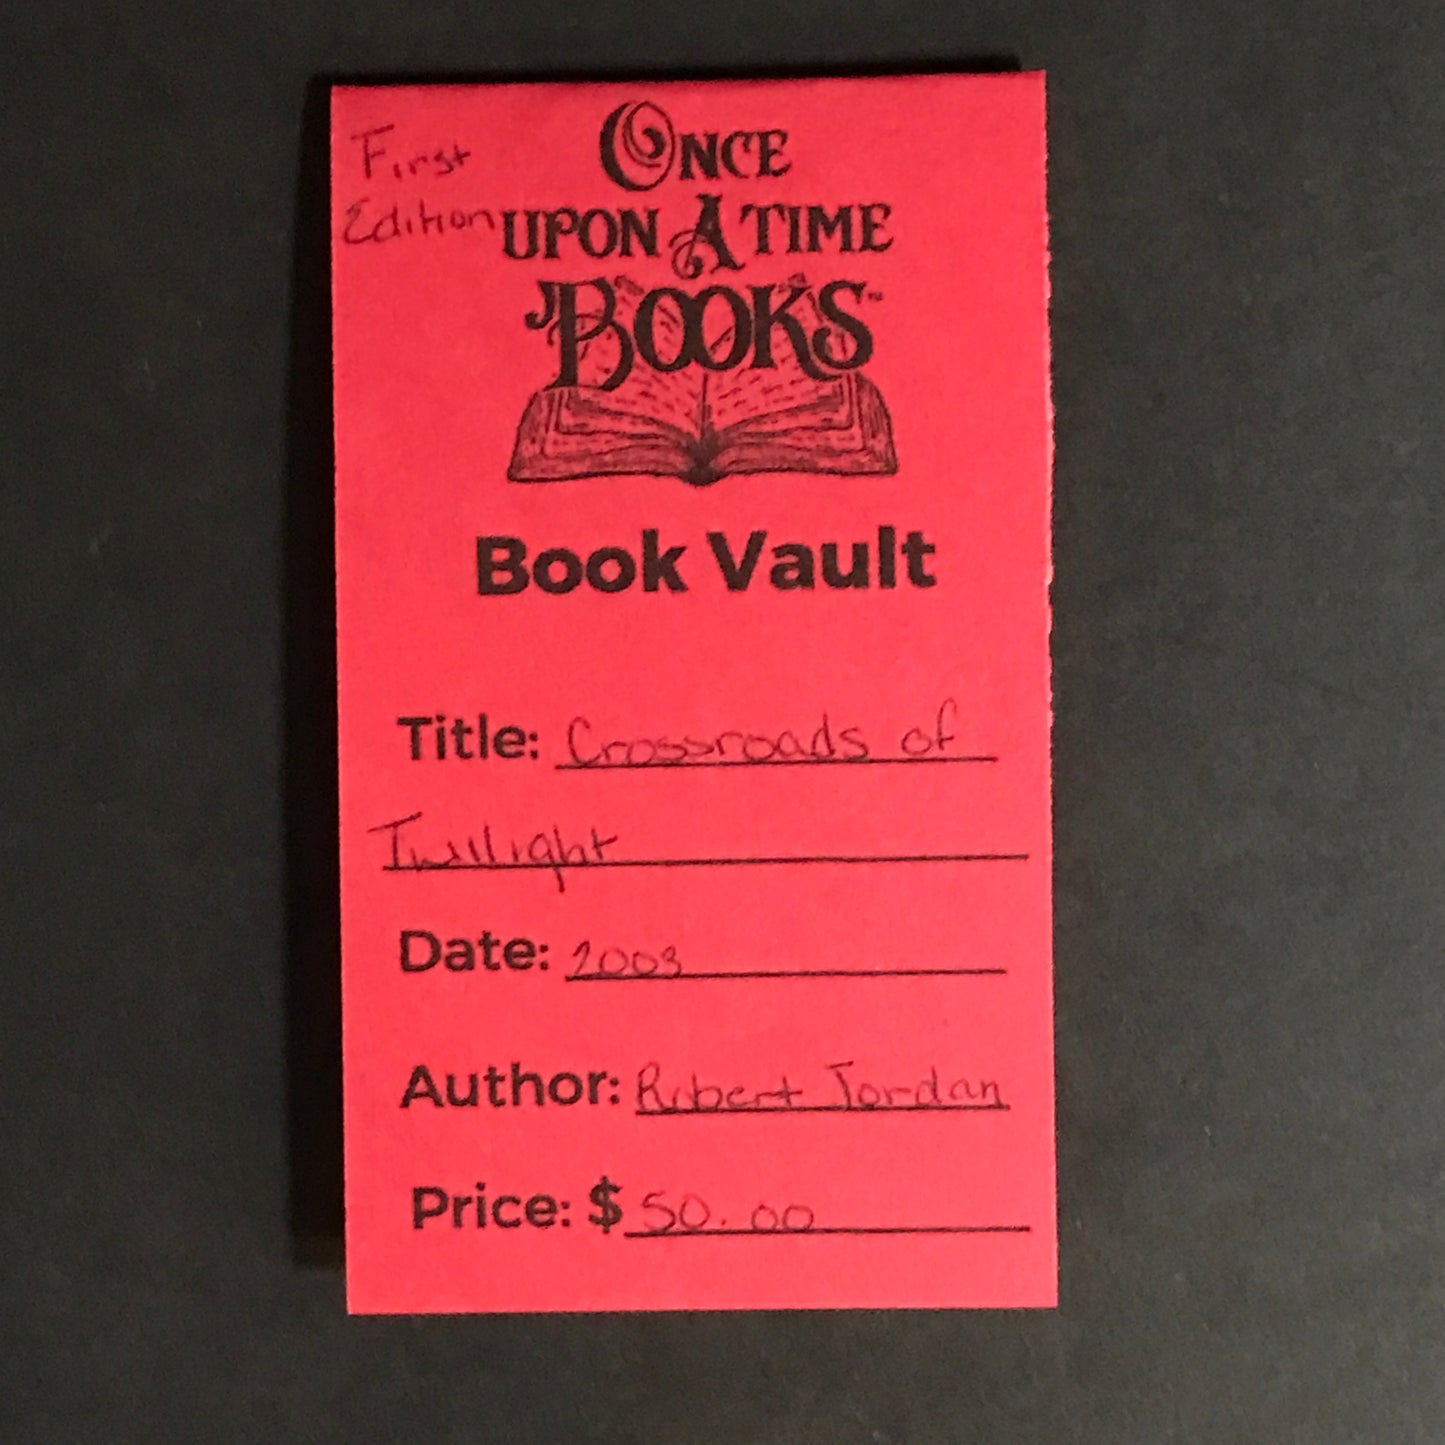 First
Edition
ONCE
UPON A TIME
BOOKS™
Book Vault
Title: Crossroads of
Twilight
Date: 2003
Author: Robert Jordan
Price: $ 50.00